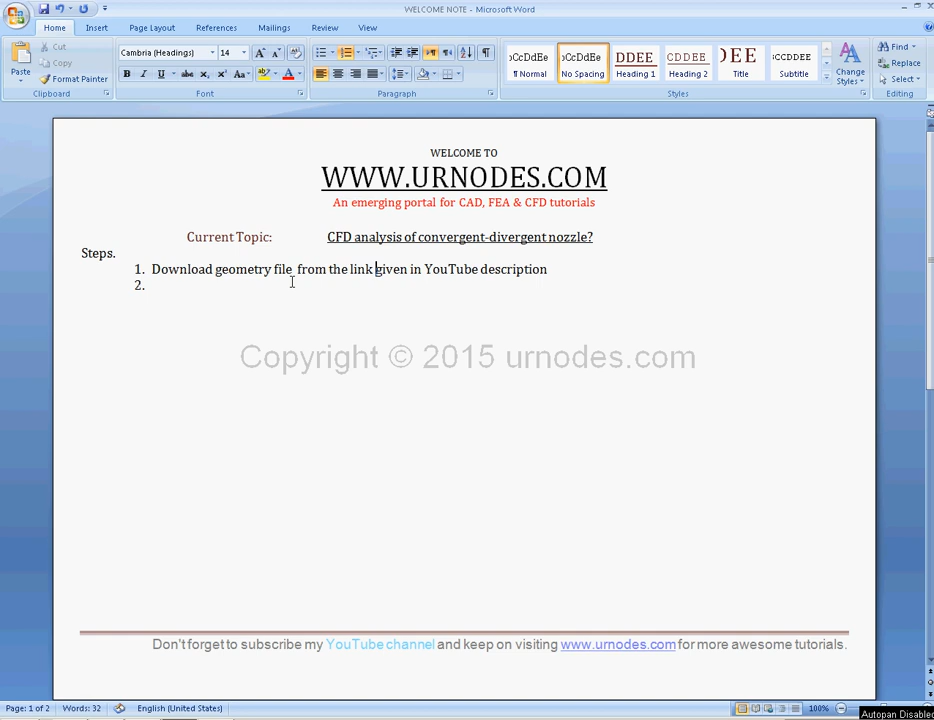 WELCOME NOTE - Microsoft Word
Home Insert Page Layout References Mailings Review View
Paste
Cut
Copy
Format Painter
Clipboard
Cambria (Headings) 14
B I U abc x₂ x² Aa
Font
Paragraph
AaBbCcDdEe
¶ Normal
No Spacing
Heading 1
Heading 2
Title
Subtitle
Change Styles
Styles
Find
Replace
Select
Editing
WELCOME TO
WWW.URNODES.COM
An emerging portal for CAD, FEA & CFD tutorials
Current Topic: CFD analysis of convergent-divergent nozzle?
Steps.
1. Download geometry file from the link given in YouTube description
2.
Copyright © 2015 urnodes.com
Don't forget to subscribe my YouTube channel and keep on visiting www.urnodes.com for more awesome tutorials.
Page: 1 of 2 Words: 32 English (United States) 100%
Autopan Disabled